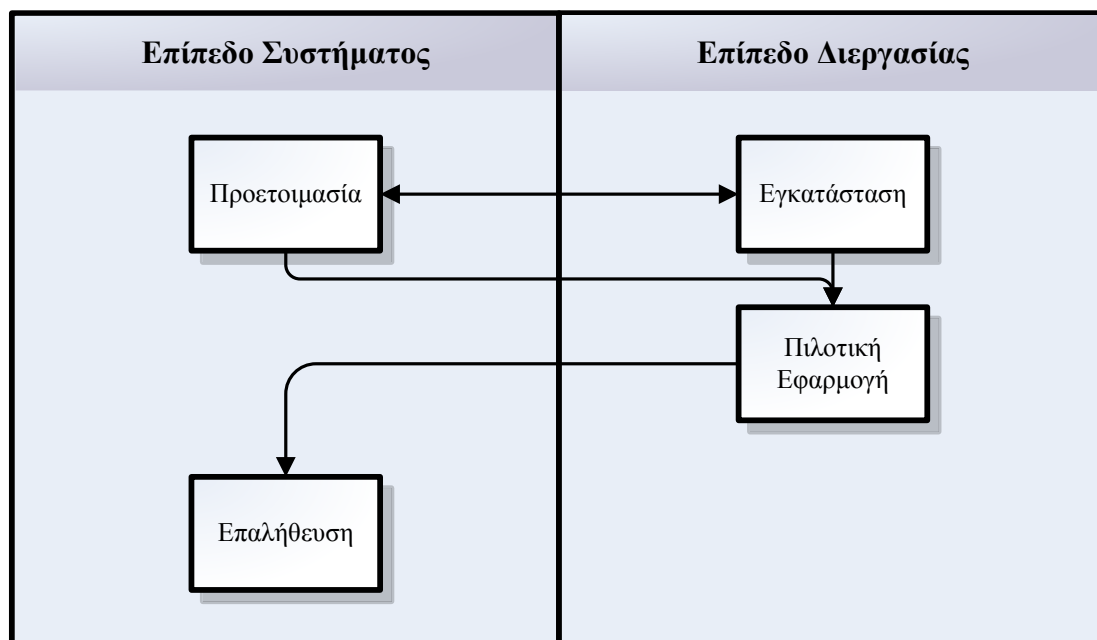 Επίπεδο Συστήματος
Επίπεδο Διεργασίας
Προετοιμασία
Εγκατάσταση
Πιλοτική
Εφαρμογή
Επαλήθευση